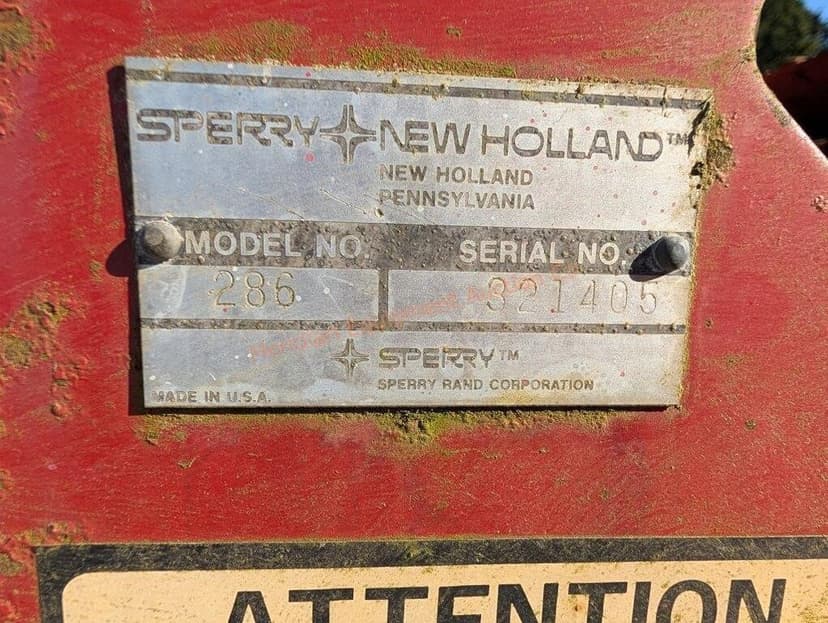 SPERRY NEW HOLLAND™
NEW HOLLAND
PENNSYLVANIA
MODEL NO. SERIAL NO.
286 321405
SPERRY™
SPERRY RAND CORPORATION
MADE IN U.S.A.
ATTENTION